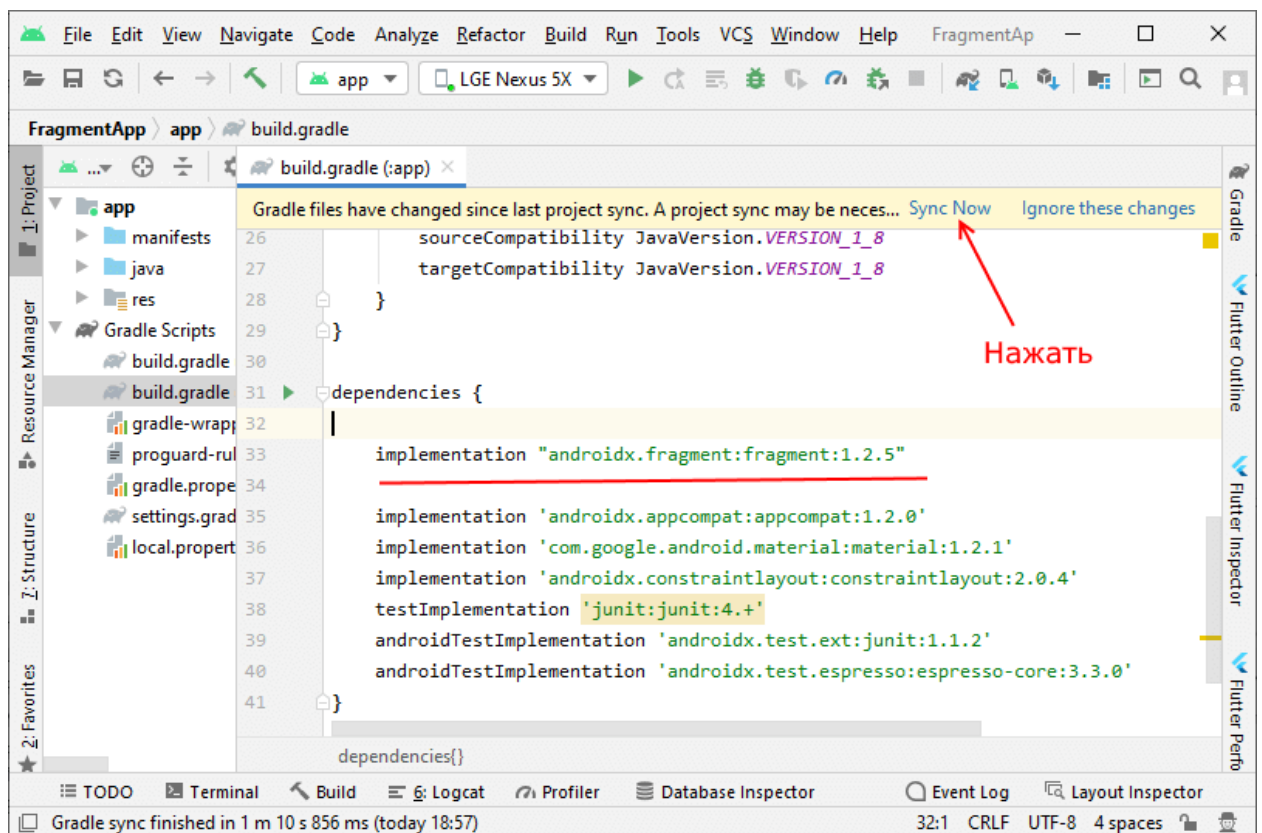 File Edit View Navigate Code Analyze Refactor Build Run Tools VCS Window Help FragmentAp
app LGE Nexus 5X
FragmentApp app build.gradle
... build.gradle (:app)
Gradle files have changed since last project sync. A project sync may be neces... Sync Now Ignore these changes
1: Project
Resource Manager
7: Structure
2: Favorites
app
manifests
java
res
Gradle Scripts
build.gradle
build.gradle
gradle-wrapp
proguard-rul
gradle.prope
settings.grad
local.propert
26 sourceCompatibility JavaVersion.VERSION_1_8
27 targetCompatibility JavaVersion.VERSION_1_8
28 }
29 }
Нажать
30
31 dependencies {
32
33 implementation "androidx.fragment:fragment:1.2.5"
34
35 implementation 'androidx.appcompat:appcompat:1.2.0'
36 implementation 'com.google.android.material:material:1.2.1'
37 implementation 'androidx.constraintlayout:constraintlayout:2.0.4'
38 testImplementation 'junit:junit:4.+'
39 androidTestImplementation 'androidx.test.ext:junit:1.1.2'
40 androidTestImplementation 'androidx.test.espresso:espresso-core:3.3.0'
41 }
dependencies{}
Gradle
Flutter Outline
Flutter Inspector
Flutter Perfo
TODO Terminal Build 6: Logcat Profiler Database Inspector Event Log Layout Inspector
Gradle sync finished in 1 m 10 s 856 ms (today 18:57) 32:1 CRLF UTF-8 4 spaces